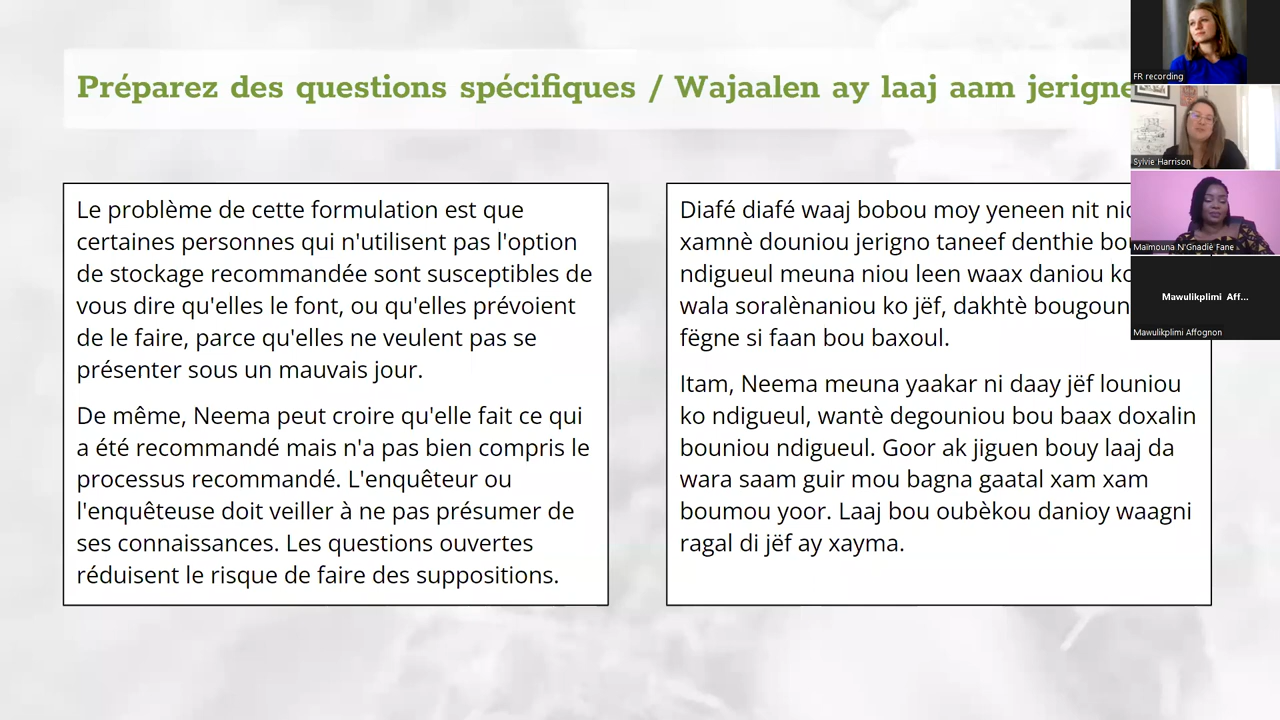 Préparez des questions spécifiques / Wajaalen ay laaj aam jerigne
Le problème de cette formulation est que
certaines personnes qui n'utilisent pas l'option
de stockage recommandée sont susceptibles de
vous dire qu'elles le font, ou qu'elles prévoient
de le faire, parce qu'elles ne veulent pas se
présenter sous un mauvais jour.
De même, Neema peut croire qu'elle fait ce qui
a été recommandé mais n'a pas bien compris le
processus recommandé. L'enquêteur ou
l'enquêteuse doit veiller à ne pas présumer de
ses connaissances. Les questions ouvertes
réduisent le risque de faire des suppositions.
Diafé diafé waaj bobou moy yeneen nit
xamnè douniou jerigno taneef denthie
ndigueul meuna niou leen waax daniou
wala soralènaniou ko jëf, dakhtè
fëgne si faan bou baxoul.
Itam, Neema meuna yaakar ni daay jëf louniou
ko ndigueul, wantè degouniou bou baax doxalin
bouniou ndigueul. Goor ak jiguen bouy laaj da
wara saam guir mou bagna gaatal xam xam
boumou yoor. Laaj bou oubèkou danioy waagni
ragal di jëf ay xayma.
FR recording
Sylvie Harrison
Maïmouna N'Gnadié Fane
Mawulikplimi Aff...
Mawulikplimi Affognon